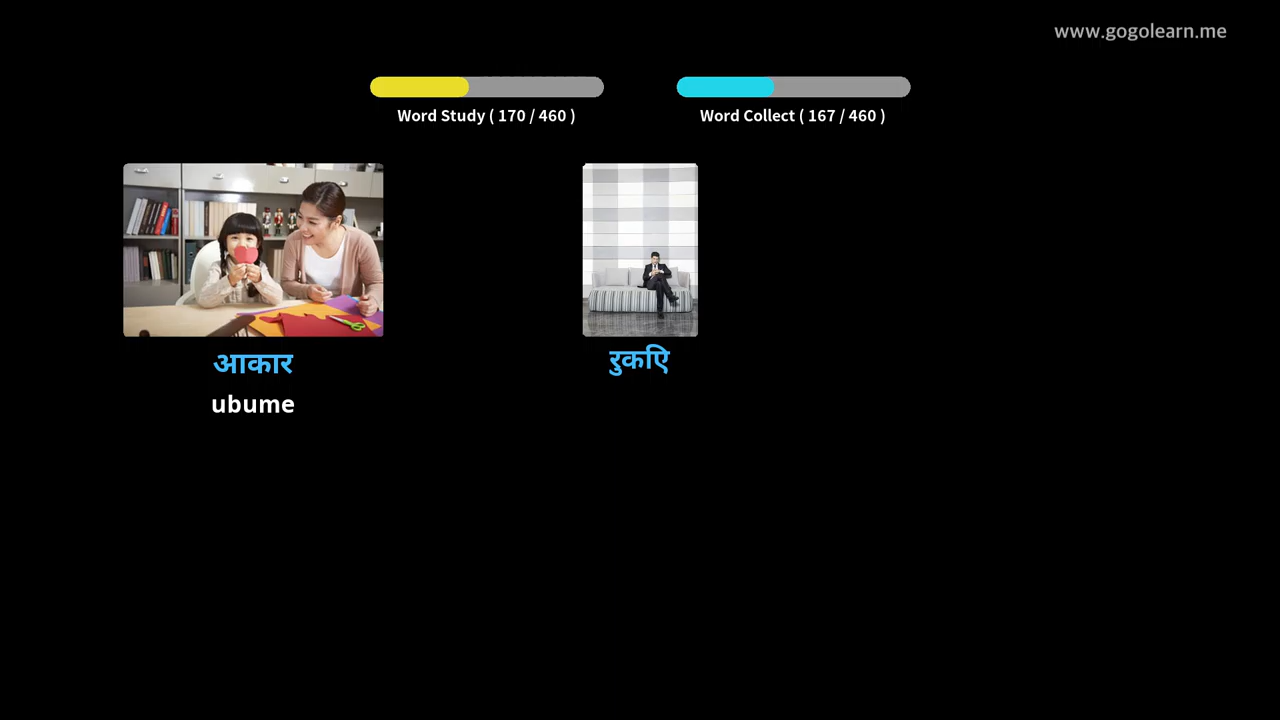 www.gogolearn.me
Word Study ( 170 / 460 )
Word Collect ( 167 / 460 )
आकार
रुकिए
ubume